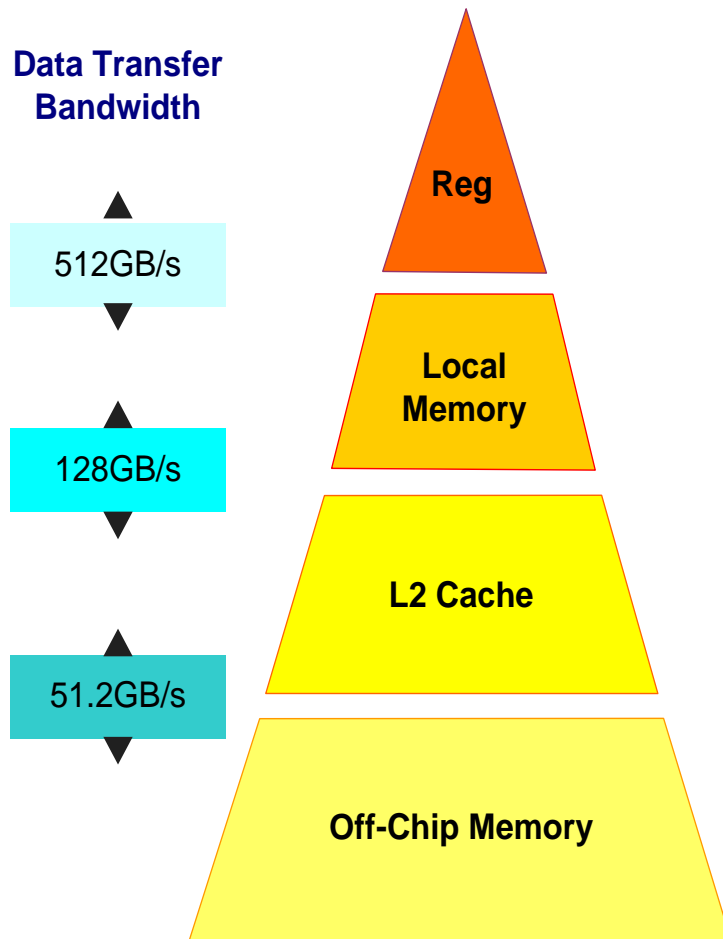 Data Transfer
Bandwidth
Reg
512GB/s
Local
Memory
128GB/s
L2 Cache
51.2GB/s
Off-Chip Memory